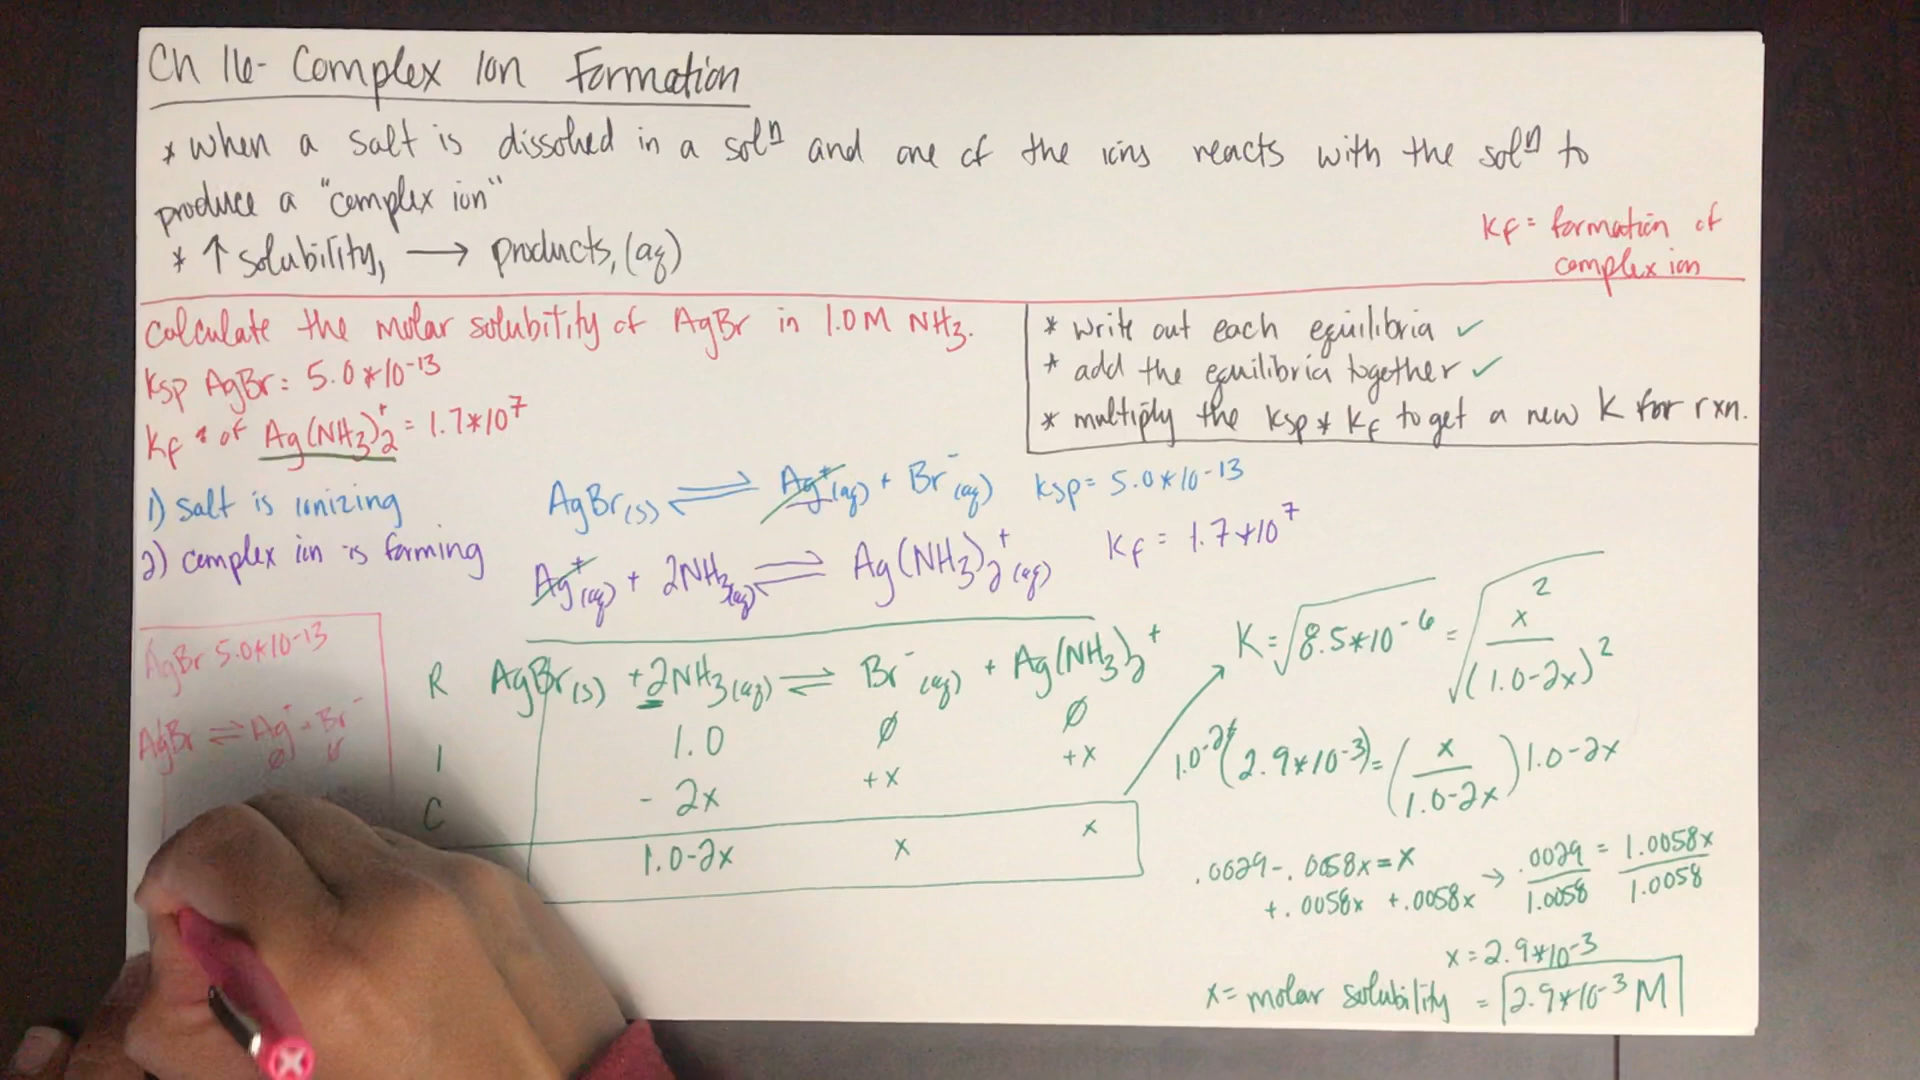 Ch 16- Complex Ion Formation
* when a salt is dissolved in a solⁿ and one of the ions reacts with the solⁿ to
produce a "complex ion"
* ↑ solubility, → products, (aq)
Kf = formation of
complex ion
Calculate the molar solubility of AgBr in 1.0 M NH₃.
Ksp AgBr = 5.0*10⁻¹³
Kf of Ag(NH₃)₂⁺ = 1.7*10⁷
* write out each equilibria ✓
* add the equilibria together ✓
* multiply the Ksp * Kf to get a new K for rxn.
1) salt is ionizing
AgBr(s) ⇌ Ag⁺(aq) + Br⁻(aq) Ksp = 5.0*10⁻¹³
2) complex ion is forming
Ag⁺(aq) + 2NH₃(aq) ⇌ Ag(NH₃)₂⁺(aq) Kf = 1.7*10⁷
AgBr 5.0*10⁻¹³
AgBr ⇌ Ag⁺ + Br⁻
R AgBr(s) + 2NH₃(aq) ⇌ Br⁻(aq) + Ag(NH₃)₂⁺
I 1.0 ø ø
C - 2x +x +x
1.0-2x x x
K = √8.5*10⁻⁶ = √x²/(1.0-2x)²
1.0-2x(2.9*10⁻³) = (x/1.0-2x) 1.0-2x
.0029 - .0058x = x → .0029/1.0058 = 1.0058x/1.0058
+ .0058x + .0058x
x = 2.9*10⁻³
x = molar solubility = 2.9*10⁻³ M